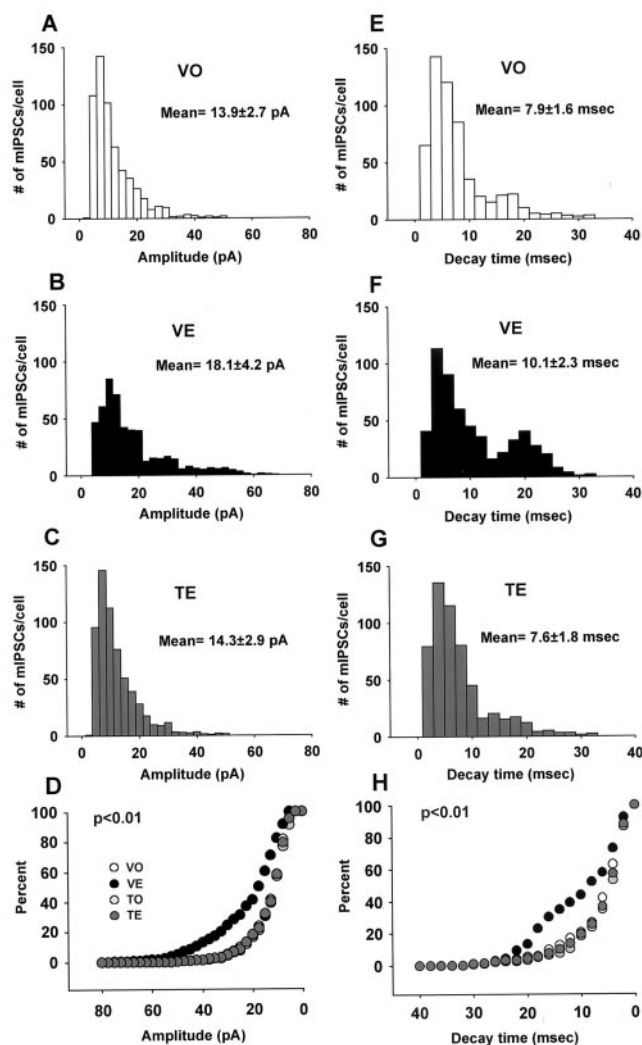 A
150
100
50
0
# of mIPSCs/cell
VO
Mean= 13.9±2.7 pA
0 20 40 60 80
Amplitude (pA)
B
150
100
50
0
# of mIPSCs/cell
VE
Mean= 18.1±4.2 pA
0 20 40 60 80
Amplitude (pA)
C
150
100
50
0
# of mIPSCs/cell
TE
Mean= 14.3±2.9 pA
0 20 40 60 80
Amplitude (pA)
D
100
80
60
40
20
0
Percent
p<0.01
VO
VE
TO
TE
80 60 40 20 0
Amplitude (pA)
E
150
100
50
0
# of mIPSCs/cell
VO
Mean= 7.9±1.6 msec
0 10 20 30 40
Decay time (msec)
F
150
100
50
0
# of mIPSCs/cell
VE
Mean= 10.1±2.3 msec
0 10 20 30 40
Decay time (msec)
G
150
100
50
0
# of mIPSCs/cell
TE
Mean= 7.6±1.8 msec
0 10 20 30 40
Decay time (msec)
H
100
80
60
40
20
0
Percent
p<0.01
40 30 20 10 0
Decay time (msec)